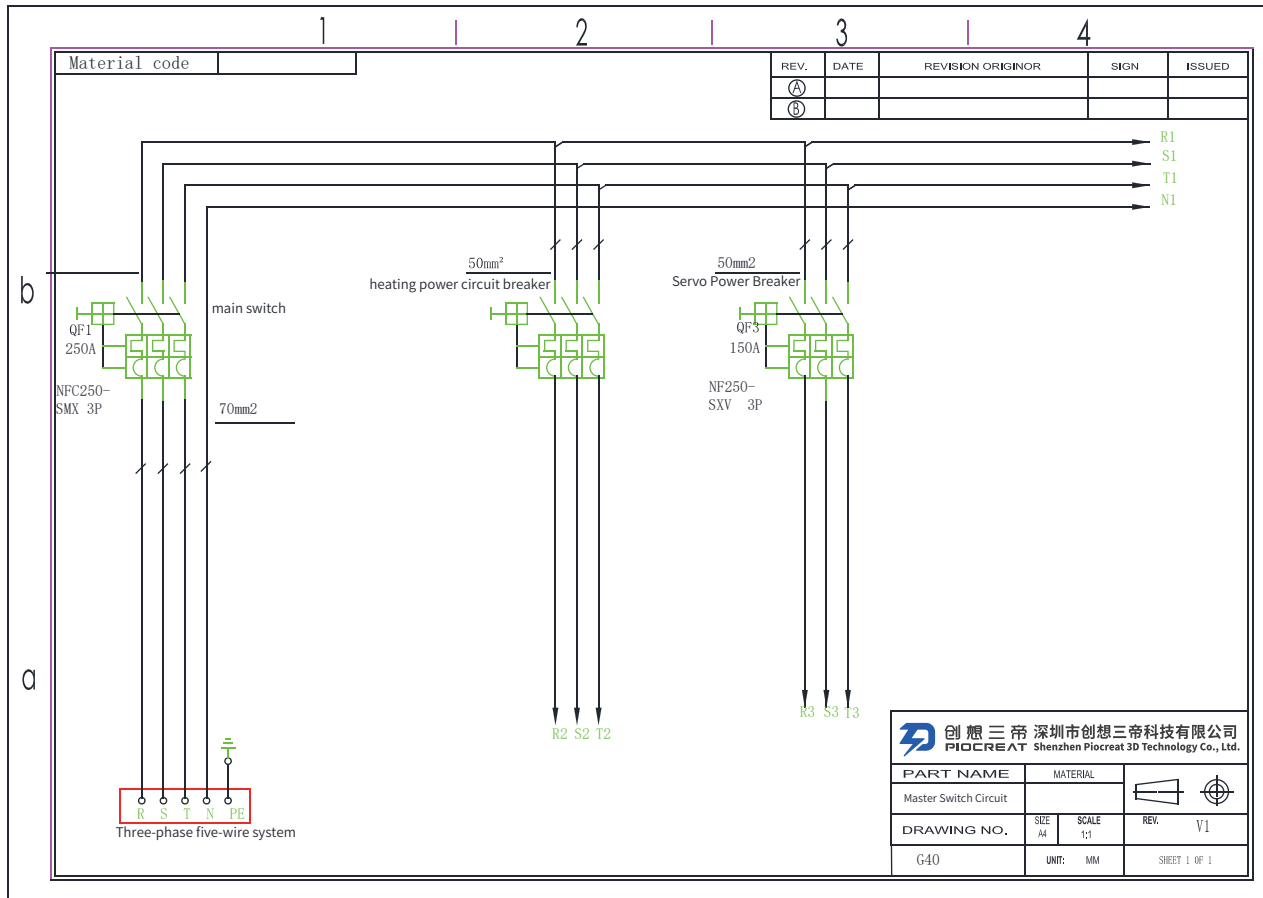 1 2 3 4
Material code
REV. DATE REVISION ORIGINOR SIGN ISSUED
A
B
R1
S1
T1
N1
b
50mm²
heating power circuit breaker
50mm2
Servo Power Breaker
main switch
QF1
250A
QF3
150A
NFC250-
SMX 3P
NF250-
SXV 3P
70mm2
a
R2 S2 T2
R3 S3 T3
R S T N PE
Three-phase five-wire system
创想三帝 深圳市创想三帝科技有限公司
PIOCREAT Shenzhen Piocreat 3D Technology Co., Ltd.
PART NAME MATERIAL
Master Switch Circuit
DRAWING NO. SIZE A4 SCALE 1:1 REV. V1
G40 UNIT: MM SHEET 1 OF 1